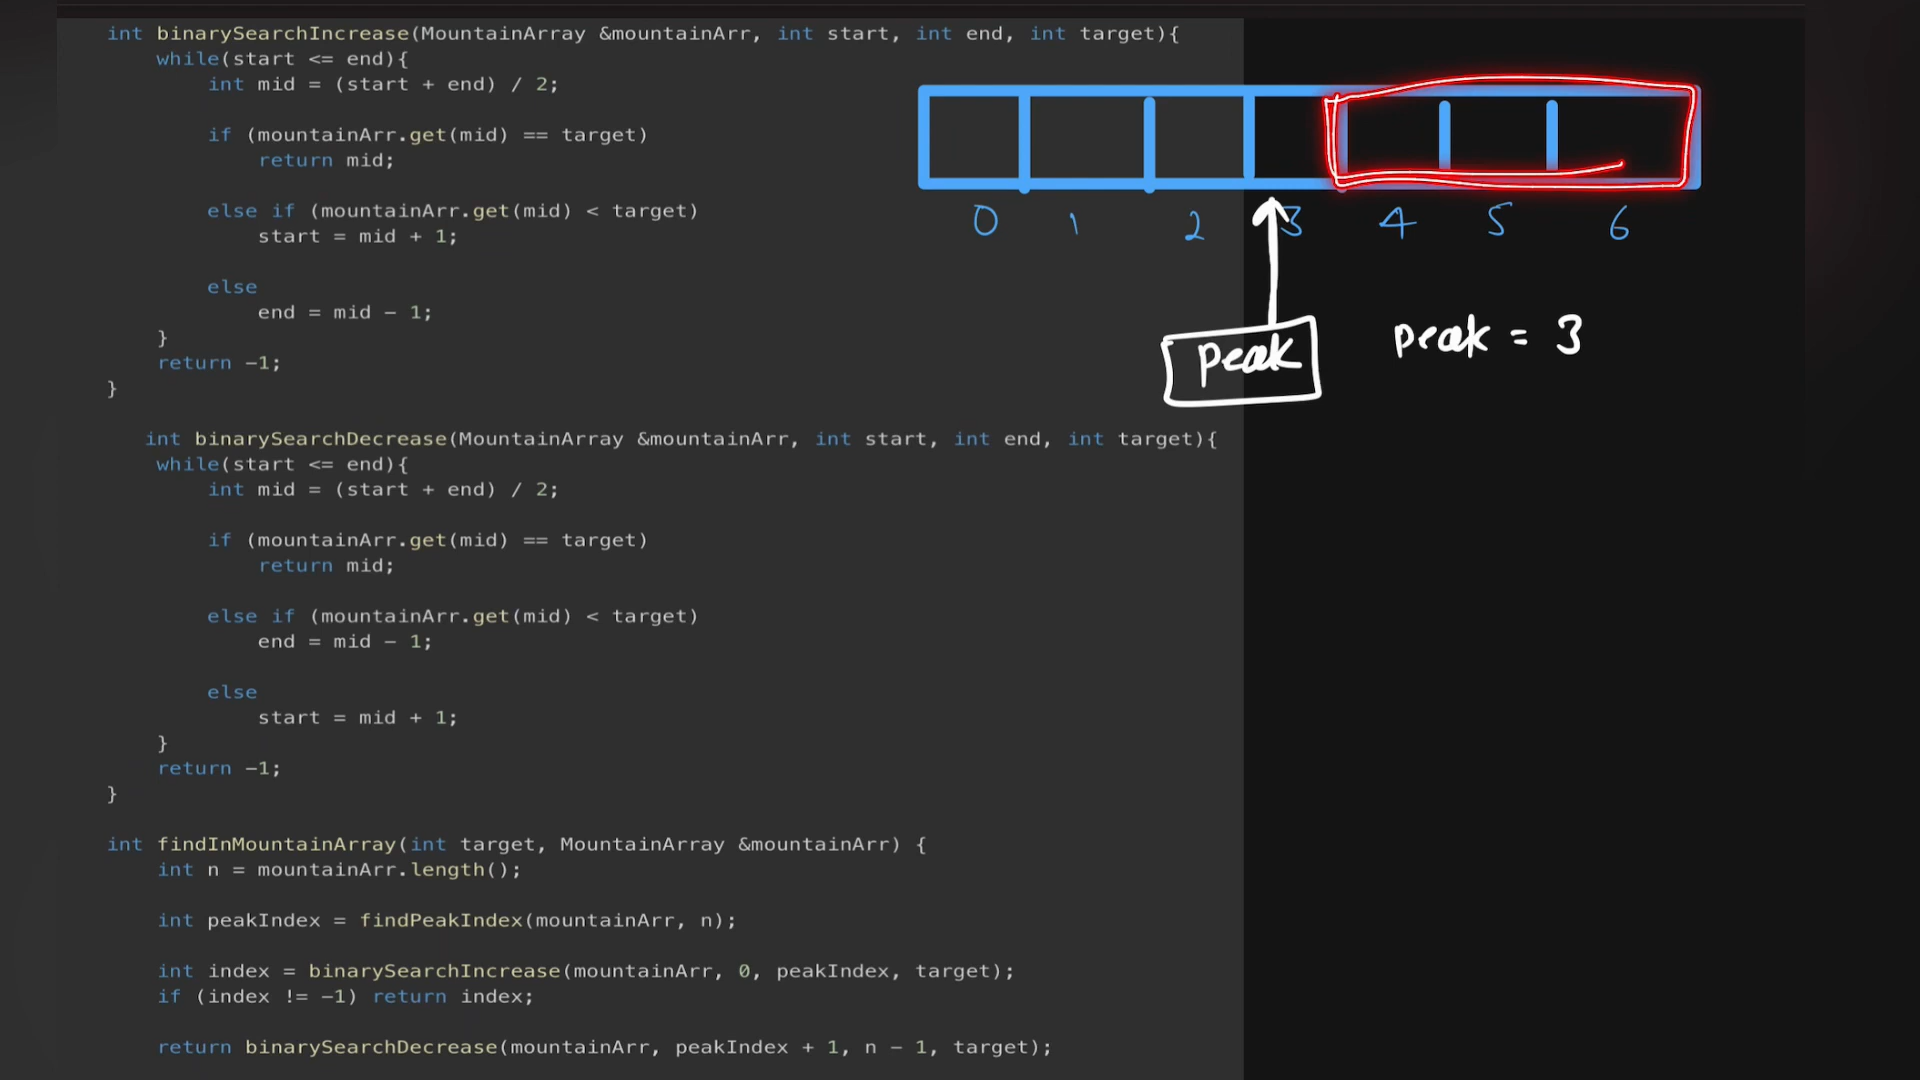 int binarySearchIncrease(MountainArray &mountainArr, int start, int end, int target){
while(start <= end){
int mid = (start + end) / 2;
if (mountainArr.get(mid) == target)
return mid;
else if (mountainArr.get(mid) < target)
start = mid + 1;
else
end = mid – 1;
}
return –1;
}
int binarySearchDecrease(MountainArray &mountainArr, int start, int end, int target){
while(start <= end){
int mid = (start + end) / 2;
if (mountainArr.get(mid) == target)
return mid;
else if (mountainArr.get(mid) < target)
end = mid – 1;
else
start = mid + 1;
}
return –1;
}
int findInMountainArray(int target, MountainArray &mountainArr) {
int n = mountainArr.length();
int peakIndex = findPeakIndex(mountainArr, n);
int index = binarySearchIncrease(mountainArr, 0, peakIndex, target);
if (index != –1) return index;
return binarySearchDecrease(mountainArr, peakIndex + 1, n – 1, target);
0 1 2 3 4 5 6
peak
peak = 3